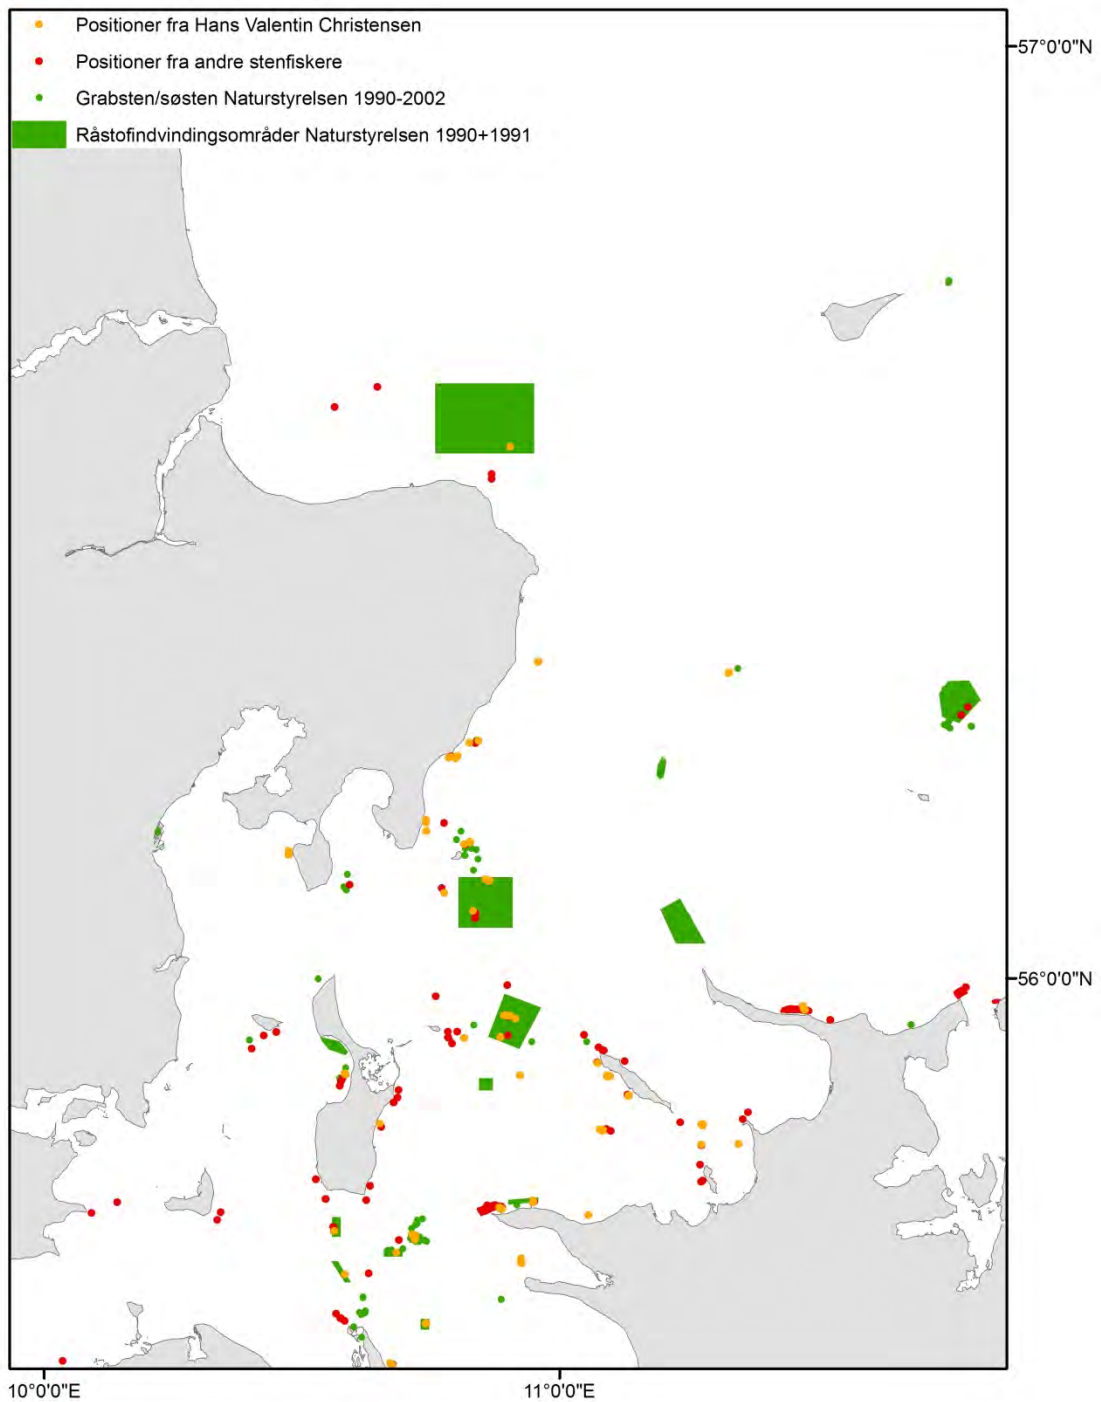 Positioner fra Hans Valentin Christensen
Positioner fra andre stenfiskere
Grabsten/søsten Naturstyrelsen 1990-2002
Råstofindvindingsområder Naturstyrelsen 1990+1991
57°0'0"N
56°0'0"N
10°0'0"E
11°0'0"E